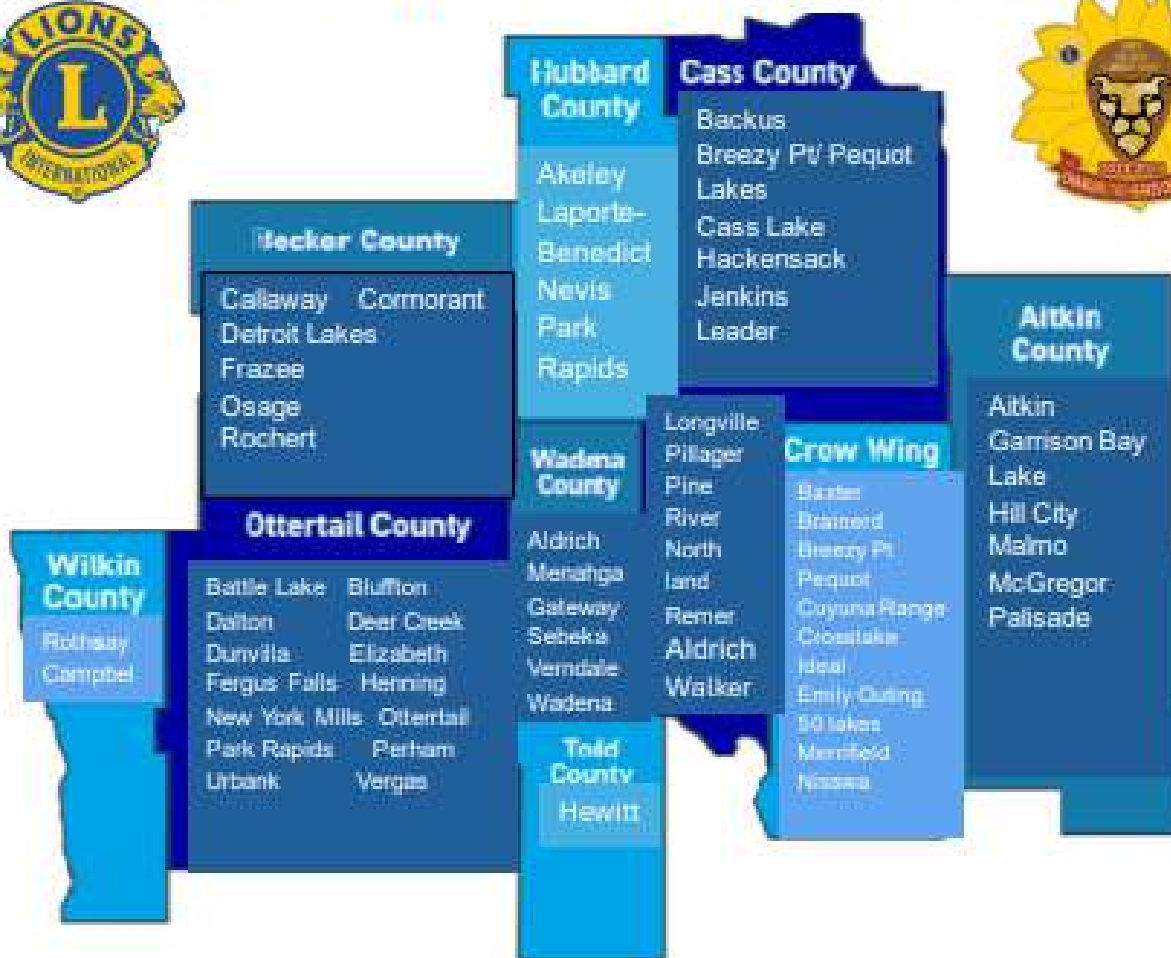 LIONS
L
INTERNATIONAL
Hubbard
County
Akeley
Laporte-
Benedict
Nevis
Park
Rapids
Cass County
Backus
Breezy Pt/ Pequot
Lakes
Cass Lake
Hackensack
Jenkins
Leader
Longville
Pillager
Pine
River
North
land
Remer
Aldrich
Walker
Becker County
Callaway Cormorant
Detroit Lakes
Frazee
Osage
Rochert
Aitkin
County
Aitkin
Garrison Bay
Lake
Hill City
Malmo
McGregor
Palisade
Wadena
County
Aldrich
Menahga
Gateway
Sebeka
Verndale
Wadena
Crow Wing
Baxter
Brainerd
Breezy Pt
Pequot
Cuyuna Range
Crosslake
Ideal
Emily Outing
50 lakes
Merrifield
Nisswa
Ottertail County
Battle Lake Bluffton
Dalton Deer Creek
Dunvilla Elizabeth
Fergus Falls Henning
New York Mills Ottertail
Park Rapids Perham
Urbank Vergas
Wilkin
County
Rothsay
Campbel
Todd
County
Hewitt